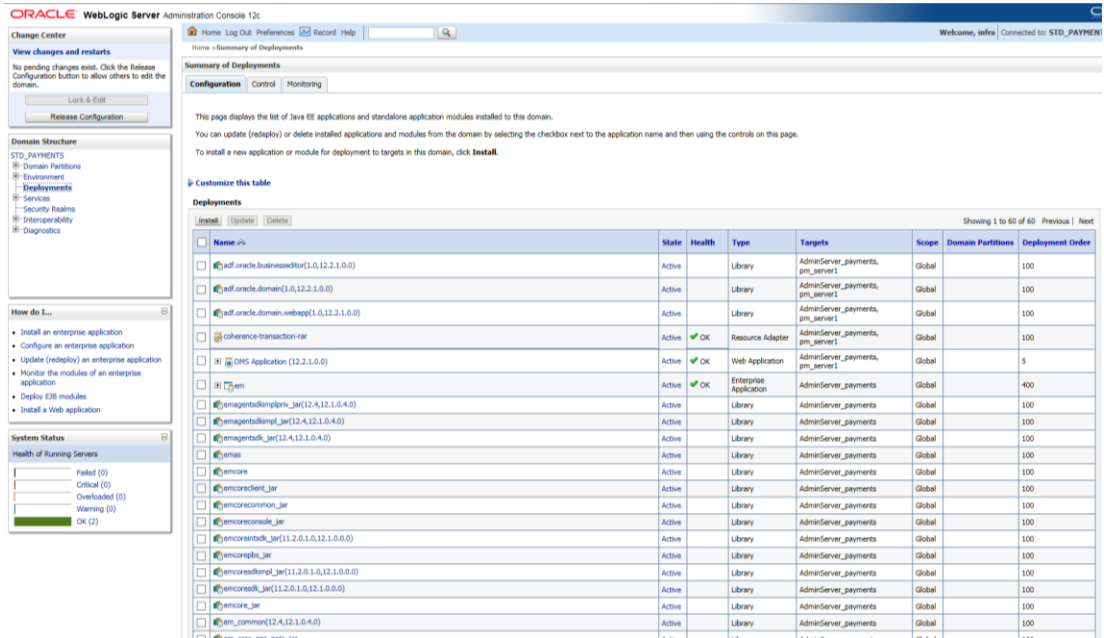 ORACLE WebLogic Server Administration Console 12c
Change Center
View changes and restarts
No pending changes exist. Click the Release
Configuration button to allow others to edit the
domain.
Lock & Edit
Release Configuration
Domain Structure
STD_PAYMENTS
Domain Partitions
Environment
Deployments
Services
Security Realms
Interoperability
Diagnostics
How do I...
Install an enterprise application
Configure an enterprise application
Update (redeploy) an enterprise application
Monitor the modules of an enterprise
application
Deploy EJB modules
Install a Web application
System Status
Health of Running Servers
Failed (0)
Critical (0)
Overloaded (0)
Warning (0)
OK (2)
Home Log Out Preferences Record Help
Welcome, infra Connected to: STD_PAYMENT
Home >Summary of Deployments
Summary of Deployments
Configuration Control Monitoring
This page displays the list of Java EE applications and standalone application modules installed to this domain.
You can update (redeploy) or delete installed applications and modules from the domain by selecting the checkbox next to the application name and then using the controls on this page.
To install a new application or module for deployment to targets in this domain, click Install.
Customize this table
Deployments
Install Update Delete Showing 1 to 60 of 60 Previous | Next
Name State Health Type Targets Scope Domain Partitions Deployment Order
adf.oracle.businesseditor(1.0,12.2.1.0.0) Active Library AdminServer_payments, pm_server1 Global 100
adf.oracle.domain(1.0,12.2.1.0.0) Active Library AdminServer_payments, pm_server1 Global 100
adf.oracle.domain.webapp(1.0,12.2.1.0.0) Active Library AdminServer_payments, pm_server1 Global 100
coherence-transaction-rar Active OK Resource Adapter AdminServer_payments, pm_server1 Global 100
DMS Application (12.2.1.0.0) Active OK Web Application AdminServer_payments, pm_server1 Global 5
em Active OK Enterprise Application AdminServer_payments Global 400
emagentsdkimplpriv_jar(12.4,12.1.0.4.0) Active Library AdminServer_payments Global 100
emagentsdkimpl_jar(12.4,12.1.0.4.0) Active Library AdminServer_payments Global 100
emagentsdk_jar(12.4,12.1.0.4.0) Active Library AdminServer_payments Global 100
emas Active Library AdminServer_payments Global 100
emcore Active Library AdminServer_payments Global 100
emcoreclient_jar Active Library AdminServer_payments Global 100
emcorecommon_jar Active Library AdminServer_payments Global 100
emcoreconsole_jar Active Library AdminServer_payments Global 100
emcoreintsdk_jar(11.2.0.1.0,12.1.0.0.0) Active Library AdminServer_payments Global 100
emcorepbs_jar Active Library AdminServer_payments Global 100
emcoresdkimpl_jar(11.2.0.1.0,12.1.0.0.0) Active Library AdminServer_payments Global 100
emcoresdk_jar(11.2.0.1.0,12.1.0.0.0) Active Library AdminServer_payments Global 100
emcore_jar Active Library AdminServer_payments Global 100
em_common(12.4,12.1.0.4.0) Active Library AdminServer_payments Global 100